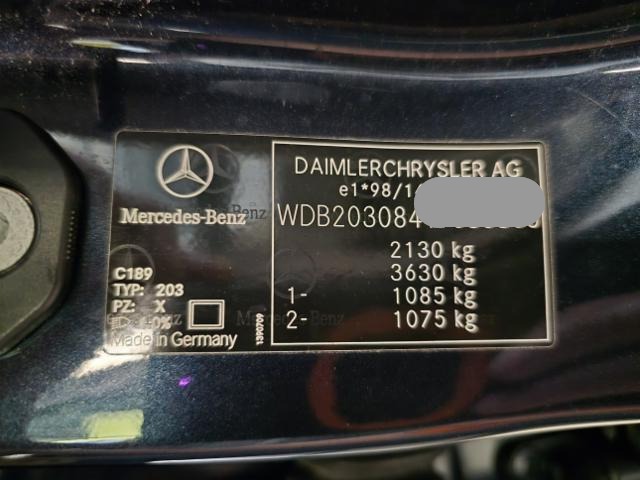 Mercedes-Benz
C189
TYP: 203
PZ: X
Made in Germany
DAIMLERCHRYSLER AG
e1*98/1
WDB203084
2130 kg
3630 kg
1- 1085 kg
2- 1075 kg